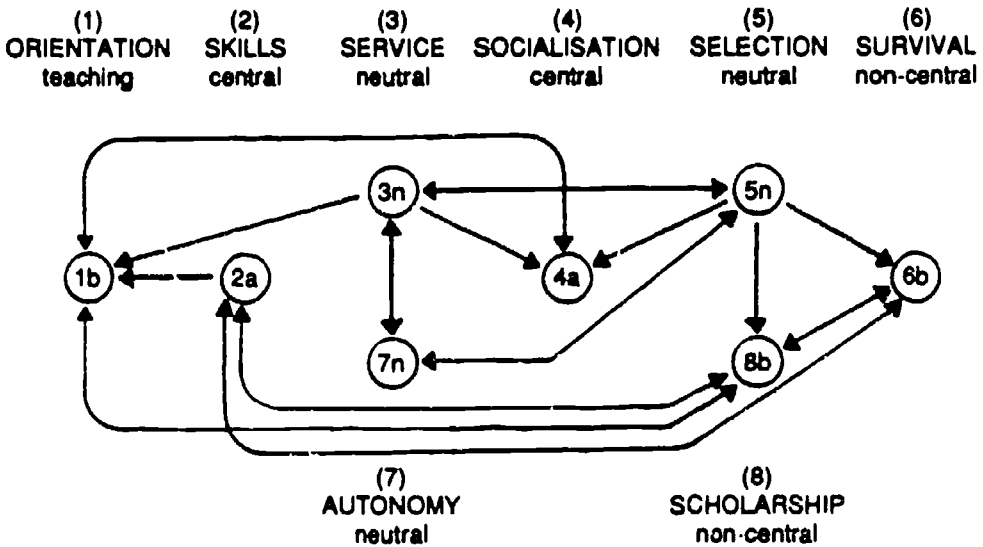 (1) (2) (3) (4) (5) (6)
ORIENTATION SKILLS SERVICE SOCIALISATION SELECTION SURVIVAL
teaching central neutral central neutral non-central
3n 5n
1b 2a 4a 6b
7n 8b
(7) (8)
AUTONOMY SCHOLARSHIP
neutral non-central